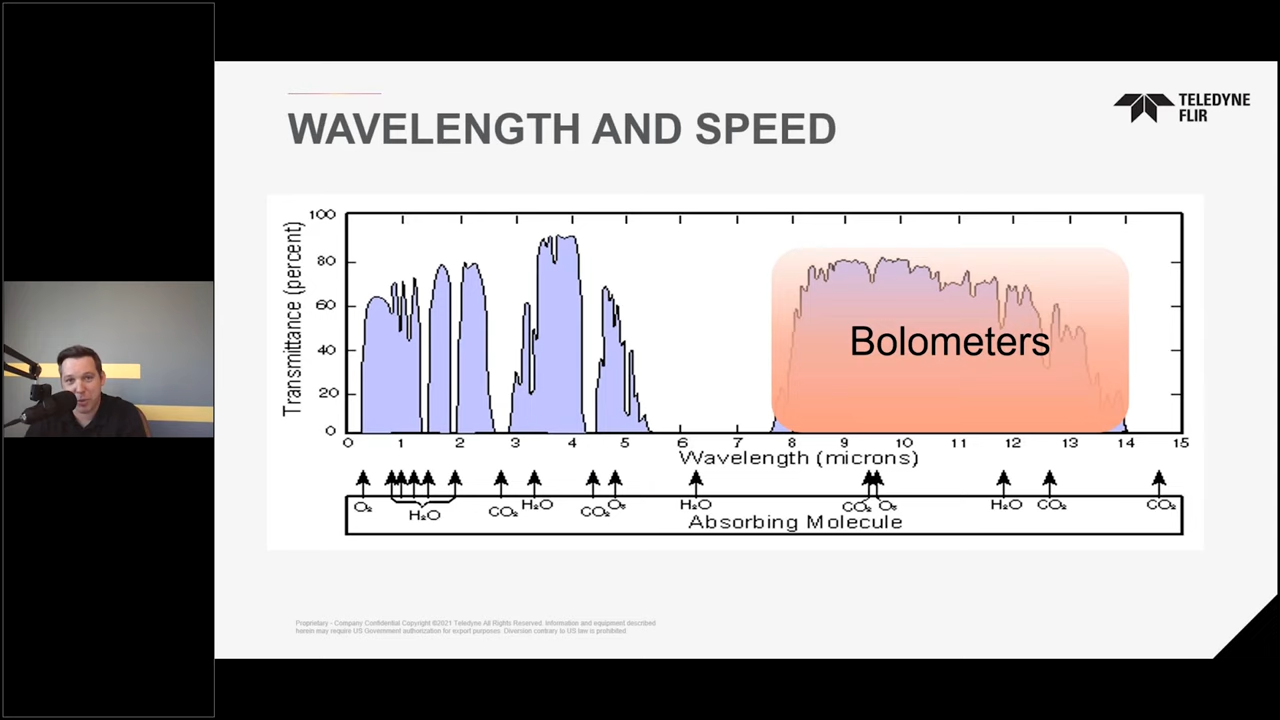 WAVELENGTH AND SPEED
TELEDYNE
FLIR
Transmittance (percent)
100
80
60
40
20
0
Bolometers
0 1 2 3 4 5 6 7 8 9 10 11 12 13 14 15
Wavelength (microns)
O₂ H₂O CO₂ H₂O CO₂ O₃ H₂O CO₂ O₃ H₂O CO₂ CO₂
Absorbing Molecule
Proprietary - Company Confidential Copyright ©2021 Teledyne All Rights Reserved. Information and equipment described
herein may require US Government authorization for export purposes. Diversion contrary to US law is prohibited